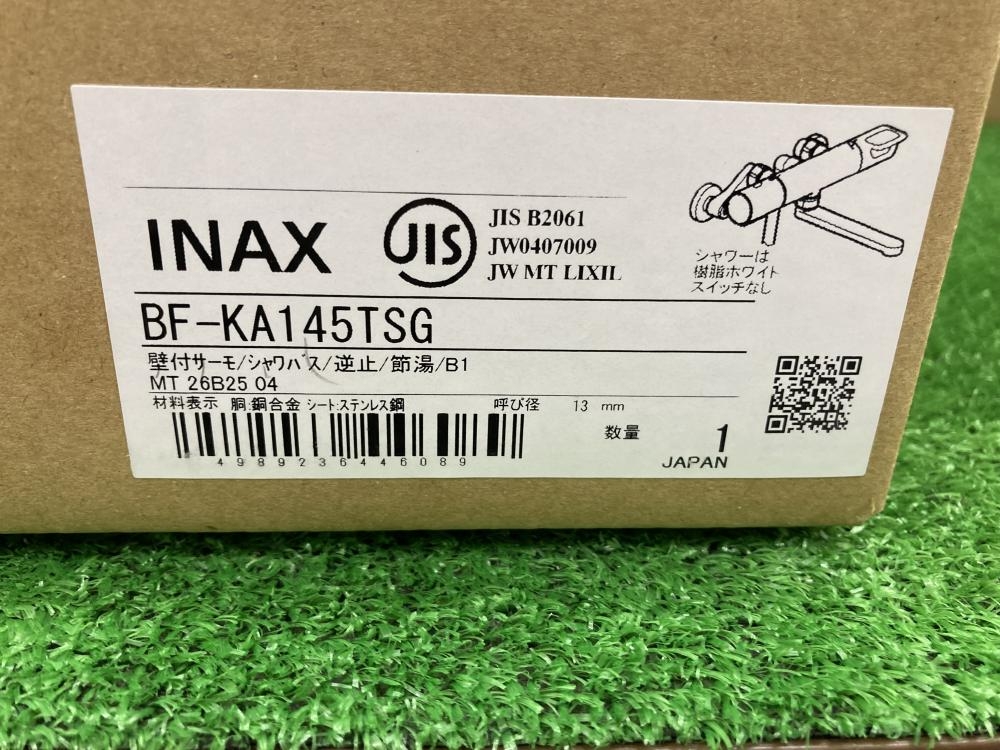 INAX
JIS
JIS B2061
JW0407009
JW MT LIXIL
シャワーは
樹脂ホワイト
スイッチなし
BF-KA145TSG
壁付サーモ/シャワバス/逆止/節湯/B1
MT 26B25 04
材料表示 胴:銅合金 シート:ステンレス鋼 呼び径 13 mm
4989236446089
数量 1
JAPAN